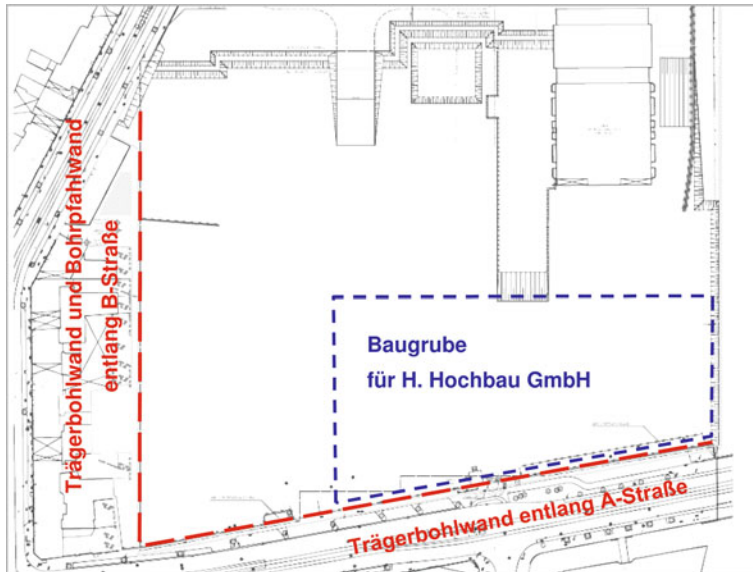 Trägerbohlwand und Bohrpfahlwand
entlang B-Straße
Baugrube
für H. Hochbau GmbH
Trägerbohlwand entlang A-Straße